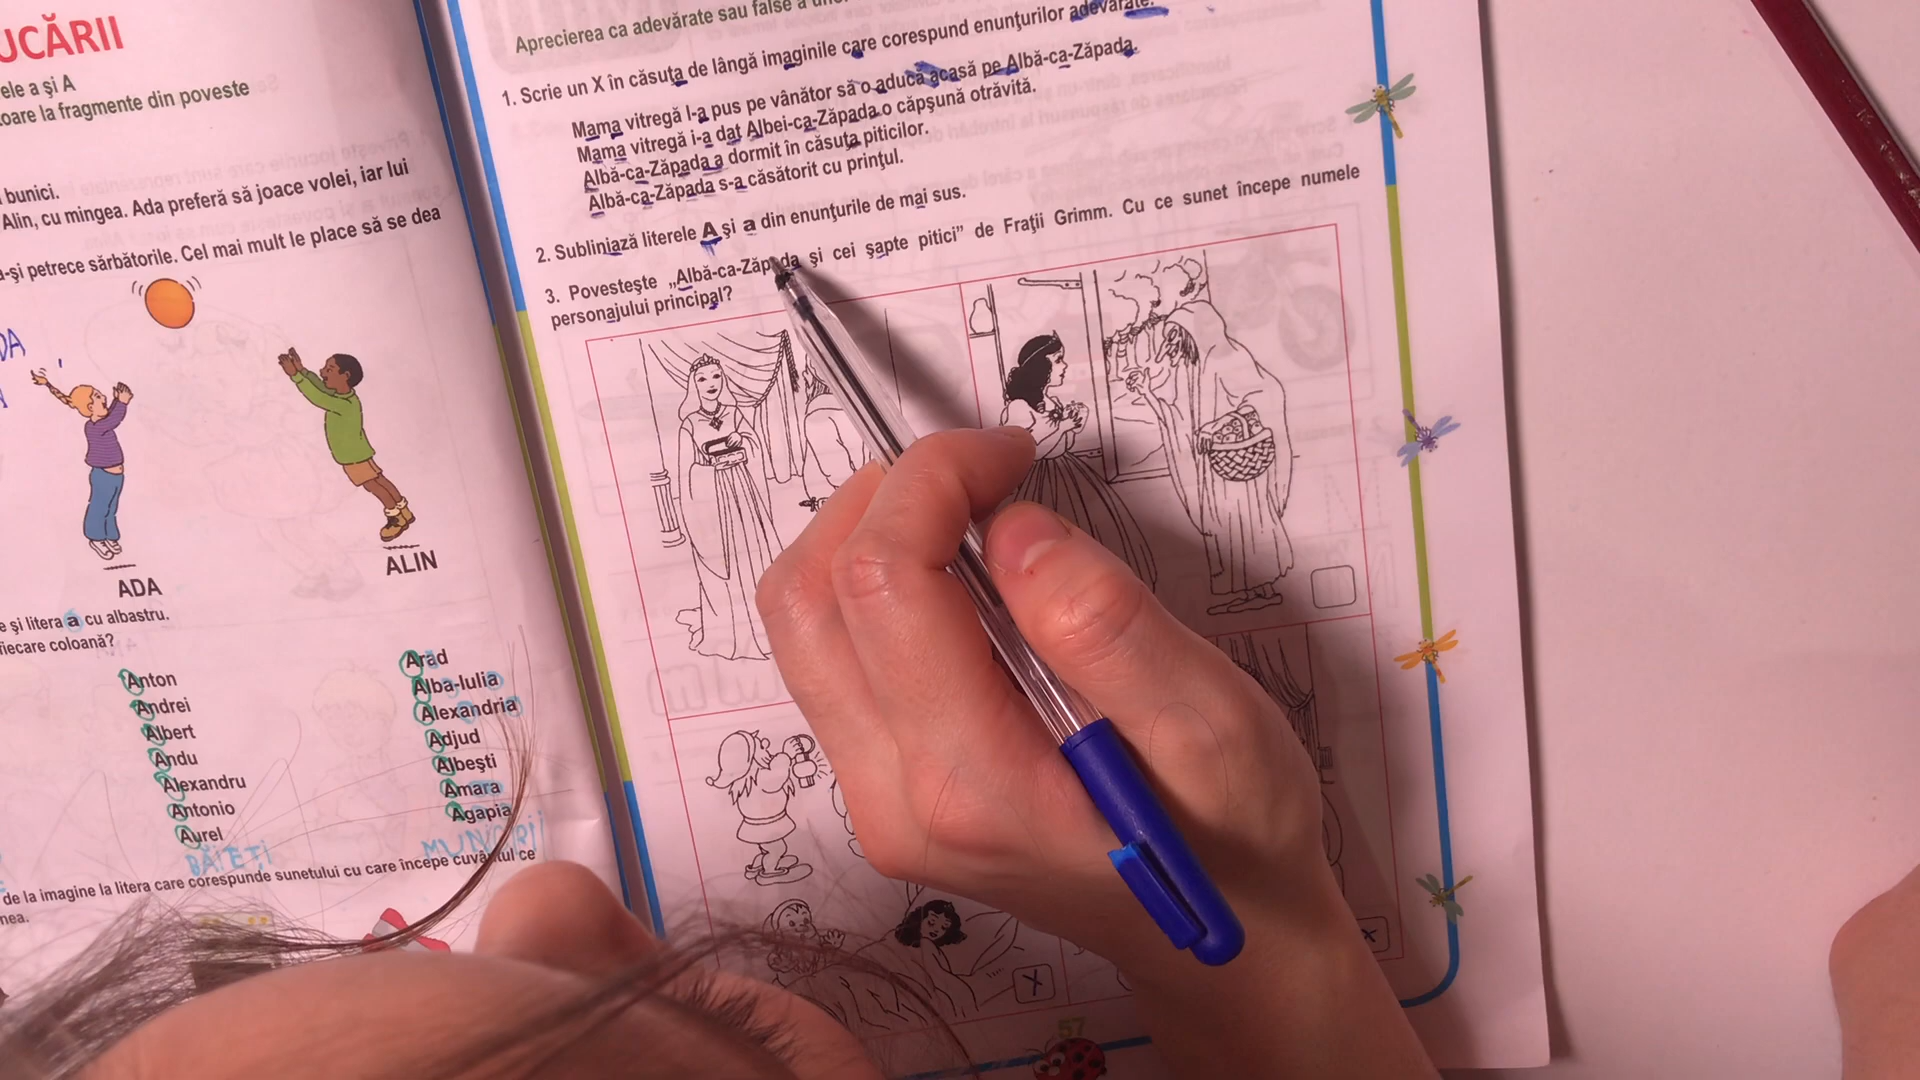 UCĂRII
ele a şi A
toare la fragmente din poveste
bunici.
Alin, cu mingea. Ada preferă să joace volei, iar lui
a-şi petrece sărbătorile. Cel mai mult le place să se dea
DA
ADA
ALIN
e şi litera a cu albastru.
fiecare coloană?
Anton
Andrei
Albert
Andu
Alexandru
Antonio
Aurel
BĂIEŢI
Arad
Alba-Iulia
Alexandria
Adjud
Albeşti
Amara
Agapia
de la imagine la litera care corespunde sunetului cu care începe cuvântul ce
nea.
Aprecierea ca adevărate sau false a
1. Scrie un X în căsuţa de lângă imaginile care corespund enunţurilor adevărate.
Mama vitregă l-a pus pe vânător să o aducă acasă pe Albă-ca-Zăpada.
Mama vitregă i-a dat Albei-ca-Zăpada o căpşună otrăvită.
Albă-ca-Zăpada a dormit în căsuţa piticilor.
Albă-ca-Zăpada s-a căsătorit cu prinţul.
2. Subliniază literele A şi a din enunţurile de mai sus.
3. Povesteşte „Albă-ca-Zăpada şi cei şapte pitici” de Fraţii Grimm. Cu ce sunet începe numele
personajului principal?
X
X
57